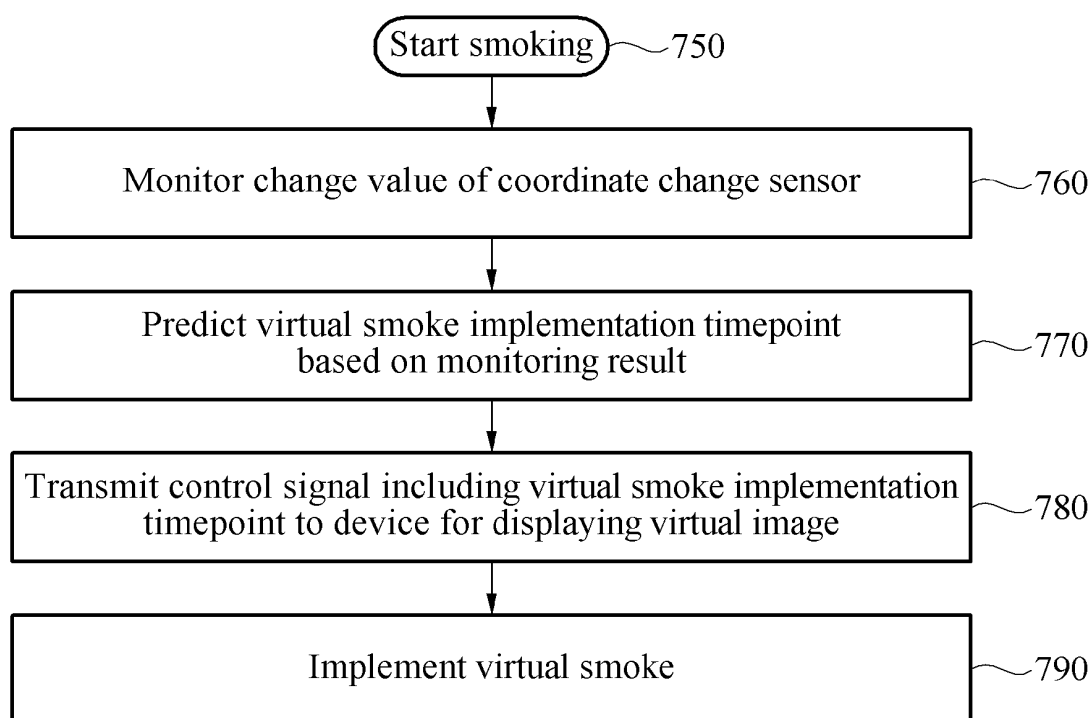 Start smoking
750
Monitor change value of coordinate change sensor
760
Predict virtual smoke implementation timepoint
based on monitoring result
770
Transmit control signal including virtual smoke implementation
timepoint to device for displaying virtual image
780
Implement virtual smoke
790